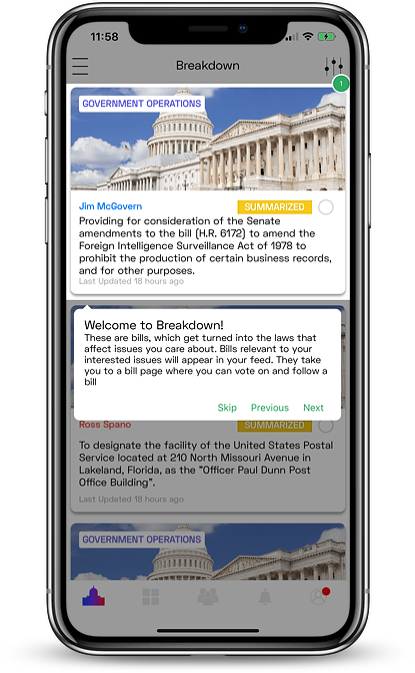 11:58
Breakdown
1
GOVERNMENT OPERATIONS
Jim McGovern
SUMMARIZED
Providing for consideration of the Senate
amendments to the bill (H.R. 6172) to amend the
Foreign Intelligence Surveillance Act of 1978 to
prohibit the production of certain business records,
and for other purposes.
Last Updated 18 hours ago
Welcome to Breakdown!
These are bills, which get turned into the laws that
affect issues you care about. Bills relevant to your
interested issues will appear in your feed. They take
you to a bill page where you can vote on and follow a
bill
Skip Previous Next
Ross Spano
SUMMARIZED
To designate the facility of the United States Postal
Service located at 210 North Missouri Avenue in
Lakeland, Florida, as the "Officer Paul Dunn Post
Office Building".
Last Updated 18 hours ago
GOVERNMENT OPERATIONS